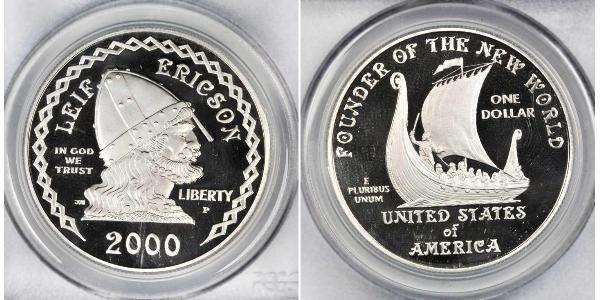 LEIF ERICSON
IN GOD
WE
TRUST
LIBERTY
P
2000
FOUNDER OF THE NEW WORLD
ONE
DOLLAR
E
PLURIBUS
UNUM
UNITED STATES
of
AMERICA